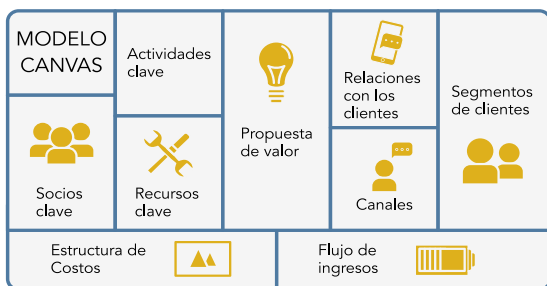 MODELO
CANVAS
Socios
clave
Actividades
clave
Recursos
clave
Propuesta
de valor
Relaciones
con los
clientes
Canales
Segmentos
de clientes
Estructura de
Costos
Flujo de
ingresos